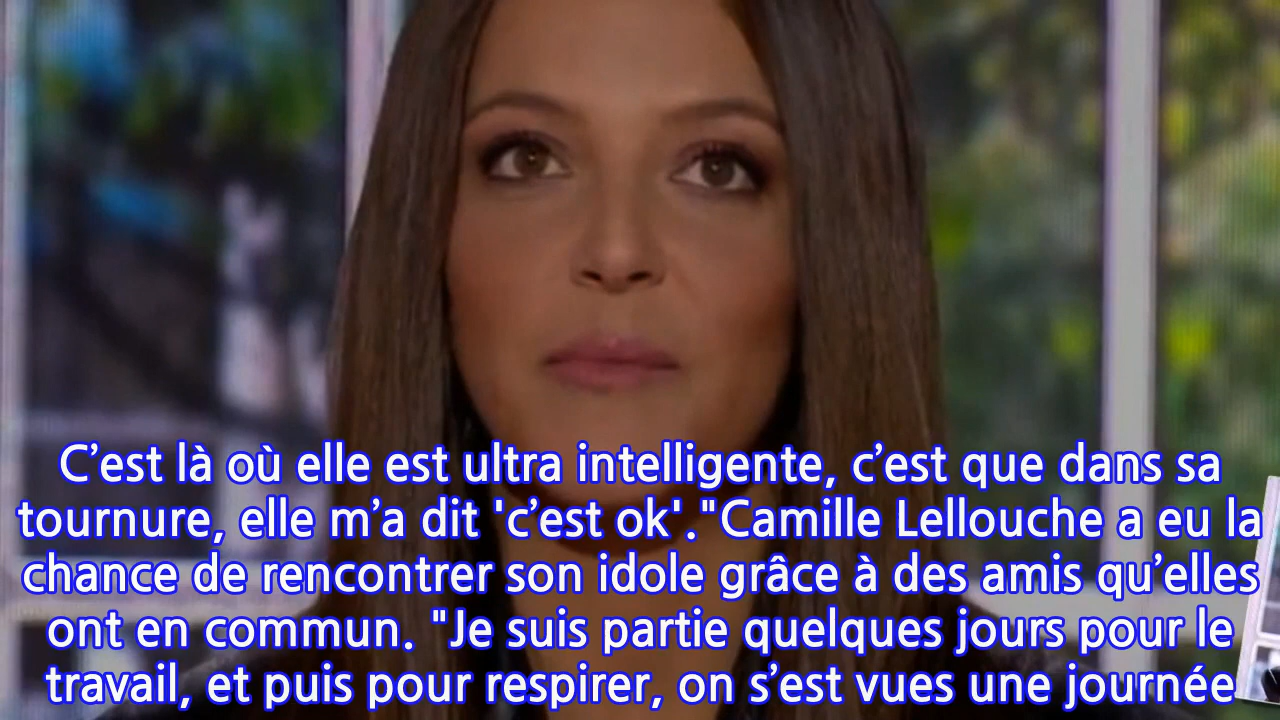 C’est là où elle est ultra intelligente, c’est que dans sa
tournure, elle m’a dit 'c’est ok'."Camille Lellouche a eu la
chance de rencontrer son idole grâce à des amis qu’elles
ont en commun. "Je suis partie quelques jours pour le
travail, et puis pour respirer, on s’est vues une journée